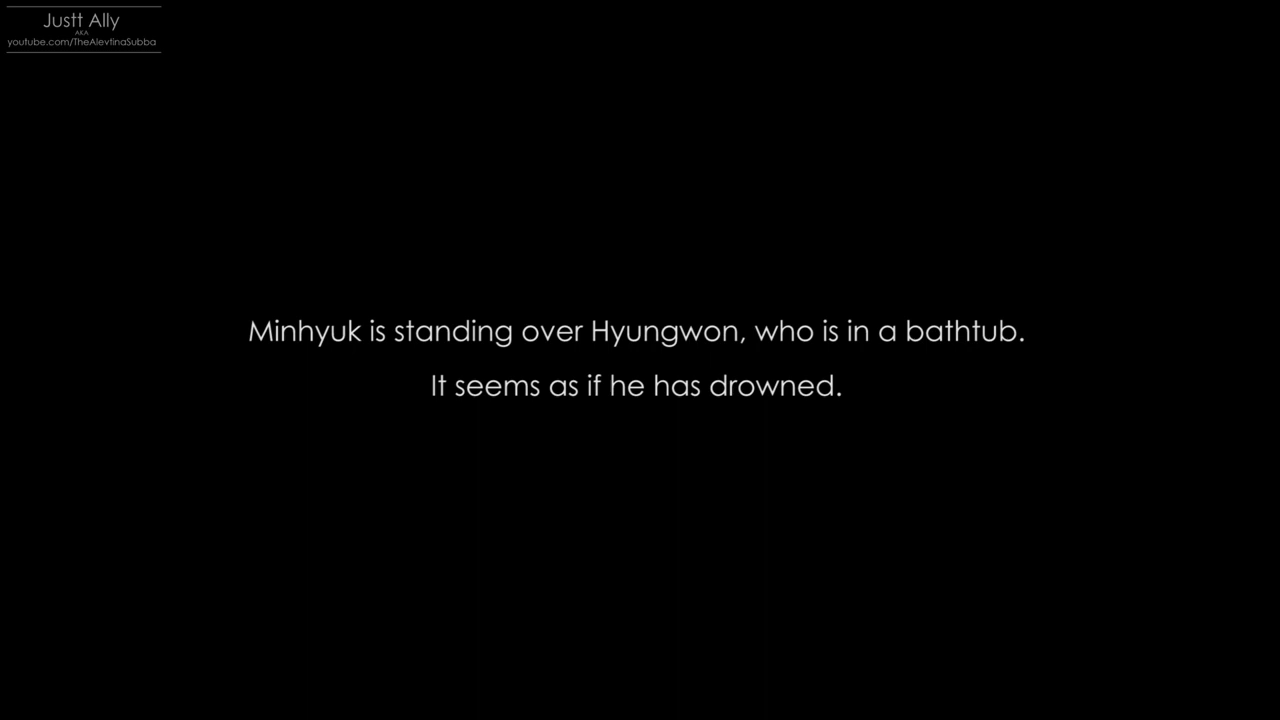 Justt Ally
AKA
youtube.com/TheAlevtinaSubba
Minhyuk is standing over Hyungwon, who is in a bathtub.
It seems as if he has drowned.